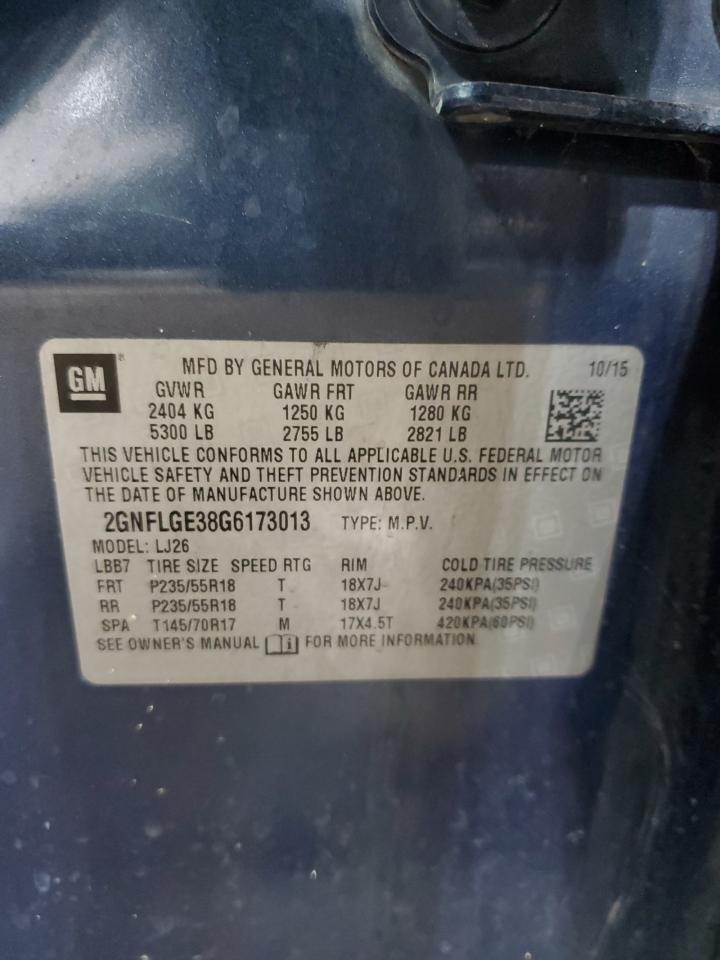 GM ® MFD BY GENERAL MOTORS OF CANADA LTD. 10/15
GVWR GAWR FRT GAWR RR
2404 KG 1250 KG 1280 KG
5300 LB 2755 LB 2821 LB
THIS VEHICLE CONFORMS TO ALL APPLICABLE U.S. FEDERAL MOTOR
VEHICLE SAFETY AND THEFT PREVENTION STANDARDS IN EFFECT ON
THE DATE OF MANUFACTURE SHOWN ABOVE.
2GNFLGE38G6173013 TYPE: M.P.V.
MODEL: LJ26
LBB7 TIRE SIZE SPEED RTG RIM COLD TIRE PRESSURE
FRT P235/55R18 T 18X7J 240KPA(35PSI)
RR P235/55R18 T 18X7J 240KPA(35PSI)
SPA T145/70R17 M 17X4.5T 420KPA(60PSI)
SEE OWNER'S MANUAL FOR MORE INFORMATION